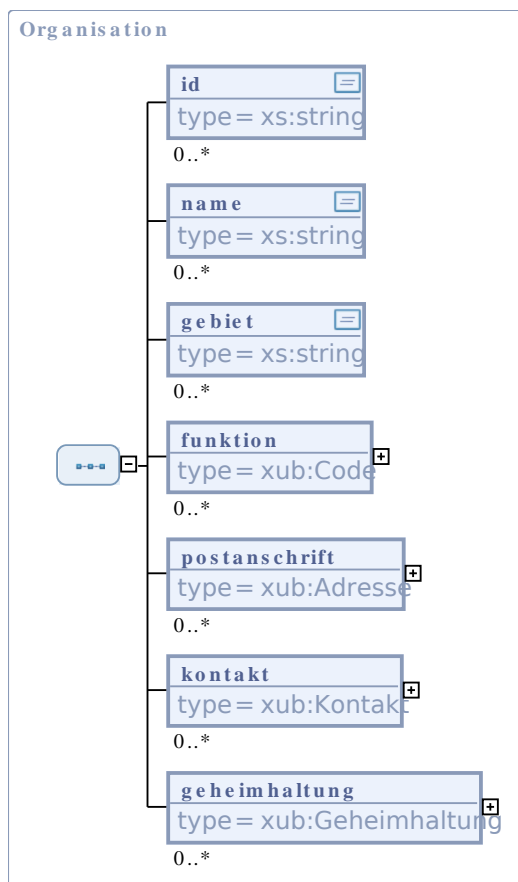 Organisation
id
type= xs:string
0..*
name
type= xs:string
0..*
gebiet
type= xs:string
0..*
funktion
type= xub:Code
0..*
postanschrift
type= xub:Adresse
0..*
kontakt
type= xub:Kontakt
0..*
geheimhaltung
type= xub:Geheimhaltung
0..*